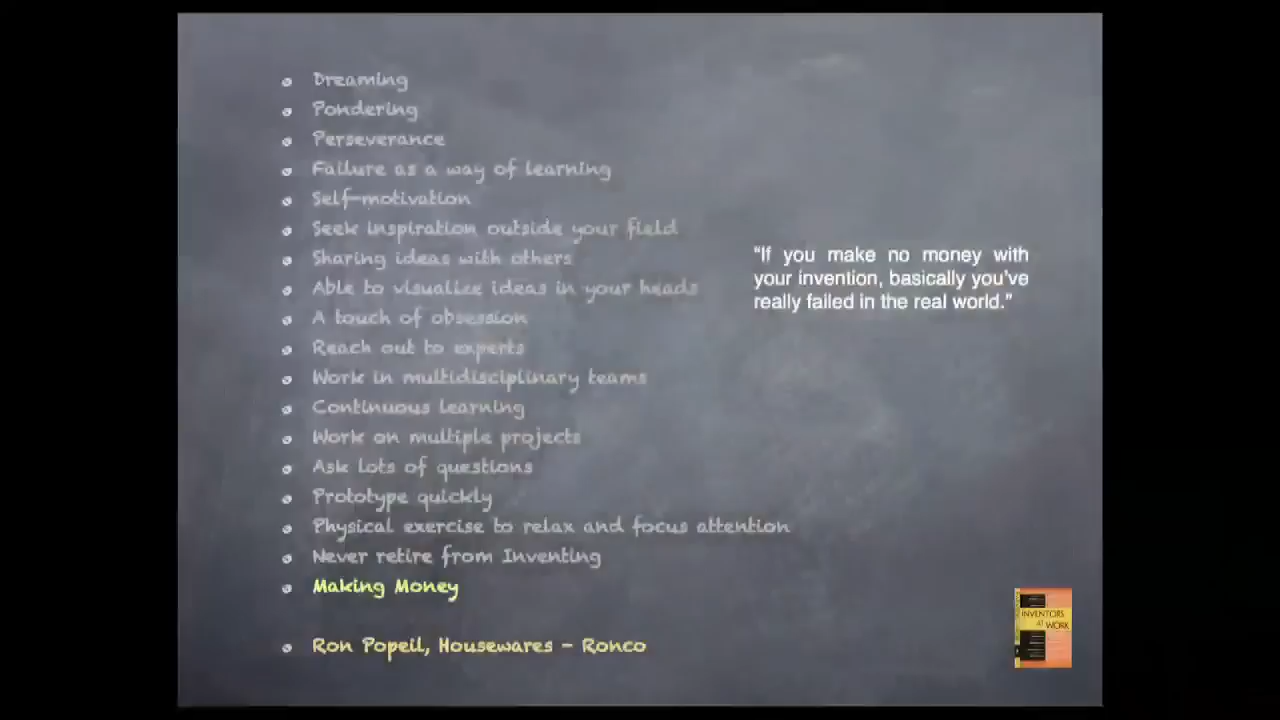 Dreaming
Pondering
Perseverance
Failure as a way of learning
Self-motivation
Seek inspiration outside your field
Sharing ideas with others
Able to visualize ideas in your heads
A touch of obsession
Reach out to experts
Work in multidisciplinary teams
Continuous learning
Work on multiple projects
Ask lots of questions
Prototype quickly
Physical exercise to relax and focus attention
Never retire from Inventing
Making Money
Ron Popeil, Housewares - Ronco
“If you make no money with
your invention, basically you’ve
really failed in the real world.”
INVENTORS
AT WORK